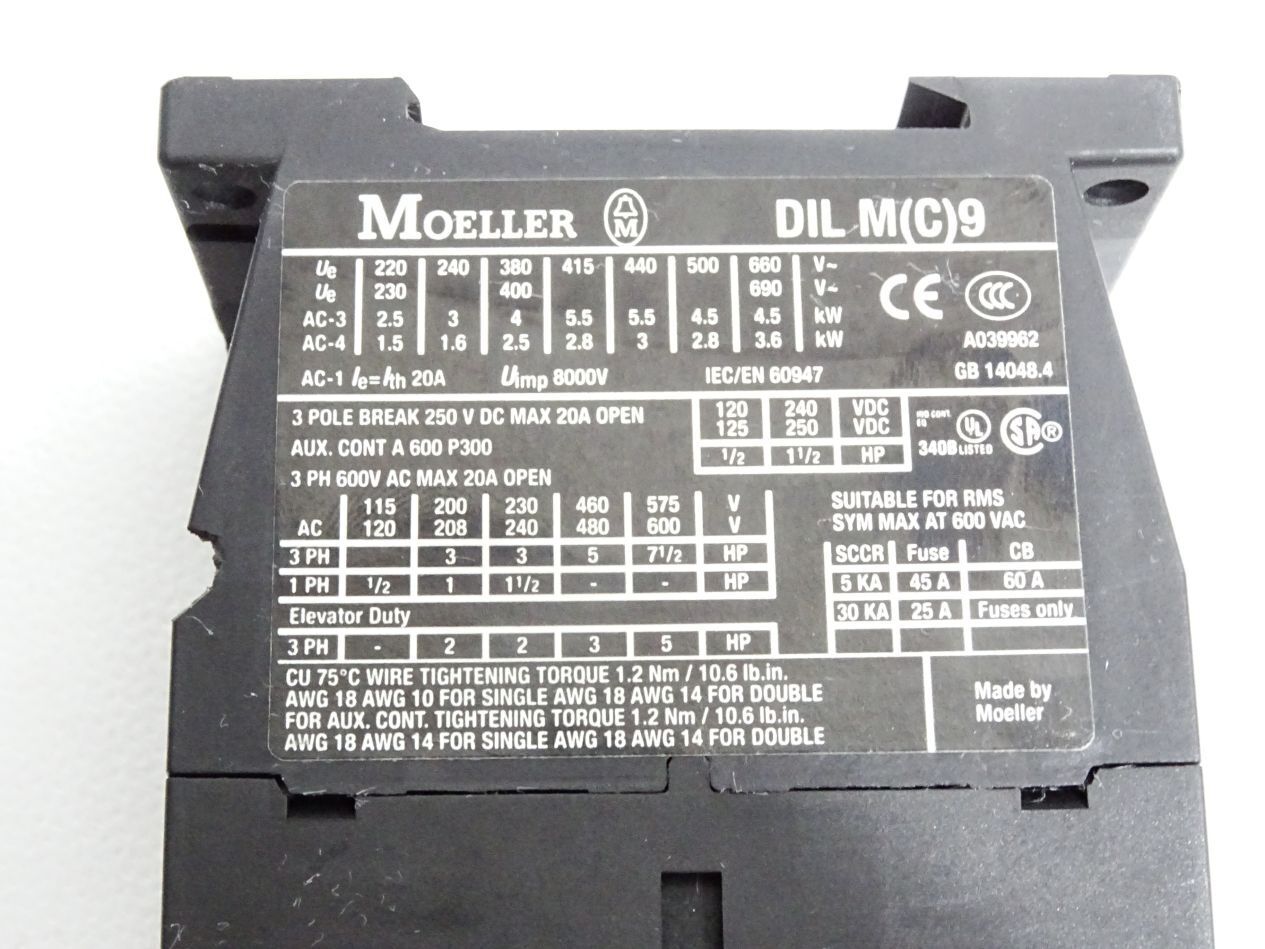 MOELLER M DIL M(C)9
Ue 220 240 380 415 440 500 660 V~
Ue 230 400 690 V~
AC-3 2.5 3 4 5.5 5.5 4.5 4.5 kW
AC-4 1.5 1.6 2.5 2.8 3 2.8 3.6 kW
CE CCC
A039962
AC-1 Ie=Ith 20A Uimp 8000V IEC/EN 60947 GB 14048.4
3 POLE BREAK 250 V DC MAX 20A OPEN
AUX. CONT A 600 P300
3 PH 600V AC MAX 20A OPEN
120 240 VDC
125 250 VDC
1/2 1 1/2 HP
IND CONT
EQ
340B UL LISTED SA®
115 200 230 460 575 V
AC 120 208 240 480 600 V
3 PH 3 3 5 7 1/2 HP
1 PH 1/2 1 1 1/2 - - HP
Elevator Duty
3 PH - 2 2 3 5 HP
SUITABLE FOR RMS
SYM MAX AT 600 VAC
SCCR Fuse CB
5 KA 45 A 60 A
30 KA 25 A Fuses only
CU 75°C WIRE TIGHTENING TORQUE 1.2 Nm / 10.6 lb.in.
AWG 18 AWG 10 FOR SINGLE AWG 18 AWG 14 FOR DOUBLE
FOR AUX. CONT. TIGHTENING TORQUE 1.2 Nm / 10.6 lb.in.
AWG 18 AWG 14 FOR SINGLE AWG 18 AWG 14 FOR DOUBLE
Made by
Moeller